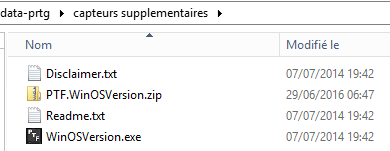 data-prtg capteurs supplementaires
Nom Modifié le
Disclaimer.txt 07/07/2014 19:42
PTF.WinOSVersion.zip 29/06/2016 06:47
Readme.txt 07/07/2014 19:42
WinOSVersion.exe 07/07/2014 19:42